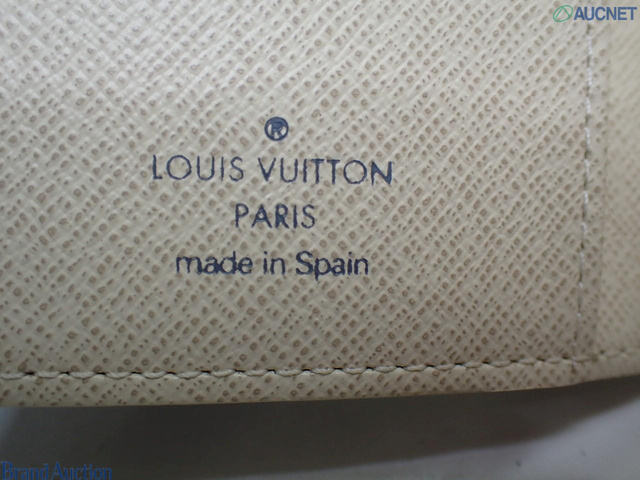 AUCNET
®
LOUIS VUITTON
PARIS
made in Spain
Brand Auction